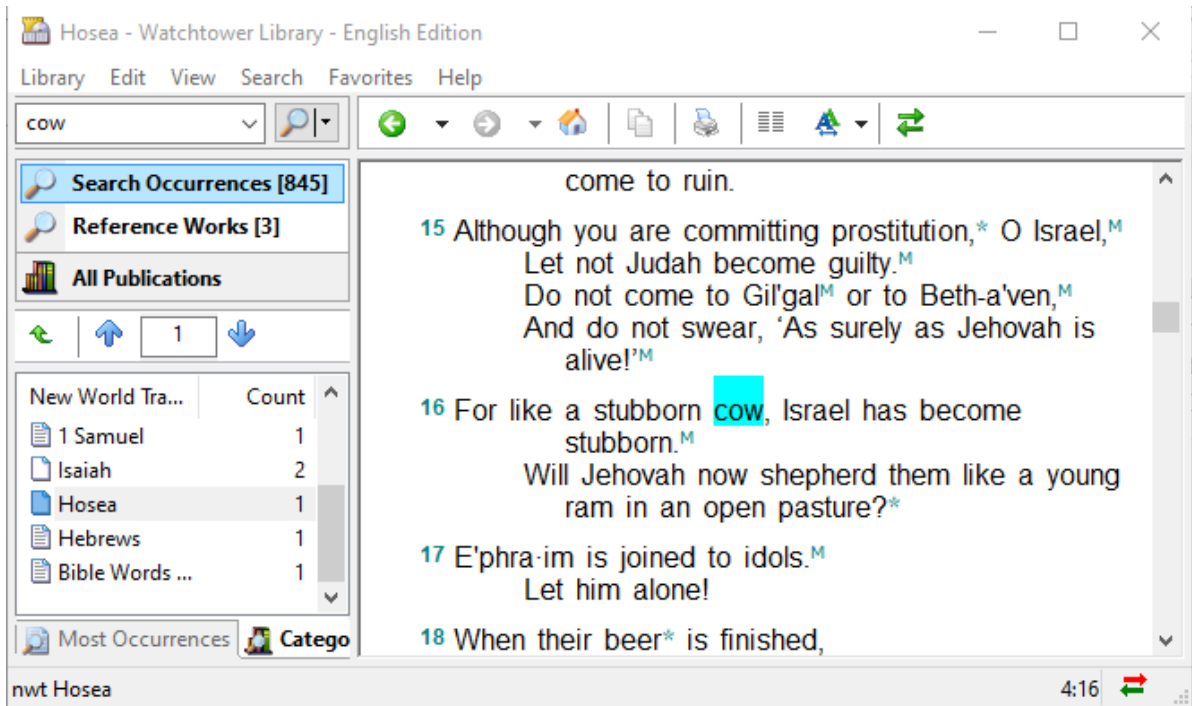 Hosea - Watchtower Library - English Edition
Library Edit View Search Favorites Help
cow
Search Occurrences [845]
Reference Works [3]
All Publications
1
New World Tra... Count
1 Samuel 1
Isaiah 2
Hosea 1
Hebrews 1
Bible Words ... 1
Most Occurrences Catego
come to ruin.
15 Although you are committing prostitution,* O Israel,M
Let not Judah become guilty.M
Do not come to Gil'galM or to Beth-a'ven,M
And do not swear, ‘As surely as Jehovah is
alive!’M
16 For like a stubborn cow, Israel has become
stubborn.M
Will Jehovah now shepherd them like a young
ram in an open pasture?*
17 E'phra·im is joined to idols.M
Let him alone!
18 When their beer* is finished,
nwt Hosea 4:16